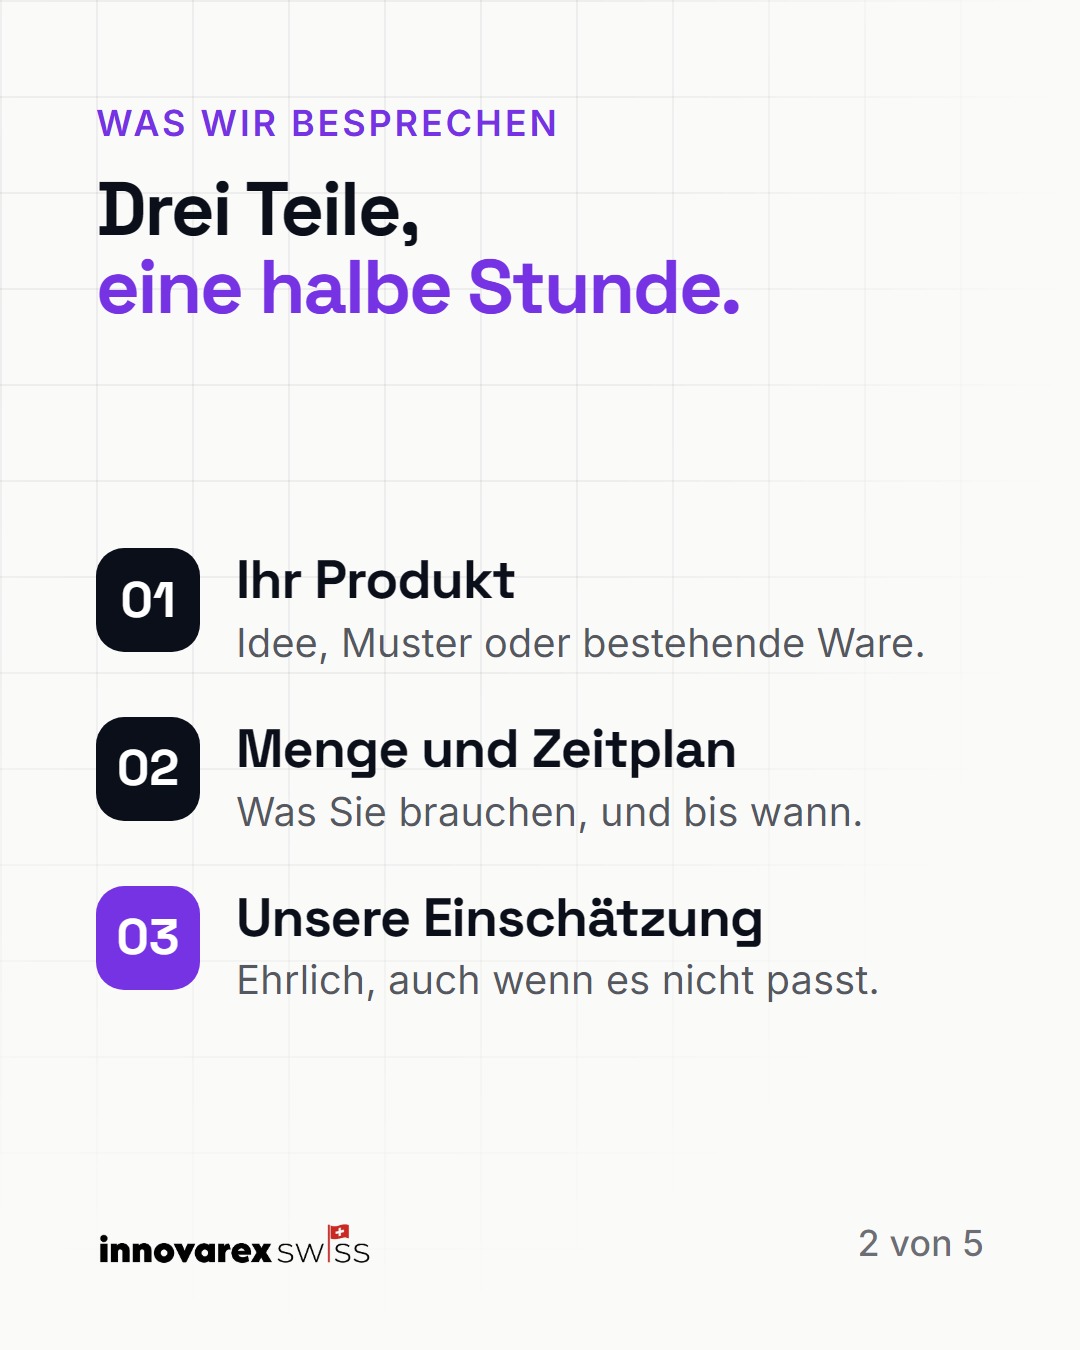 WAS WIR BESPRECHEN
Drei Teile,
eine halbe Stunde.
01
Ihr Produkt
Idee, Muster oder bestehende Ware.
02
Menge und Zeitplan
Was Sie brauchen, und bis wann.
03
Unsere Einschätzung
Ehrlich, auch wenn es nicht passt.
innovarex swiss
2 von 5